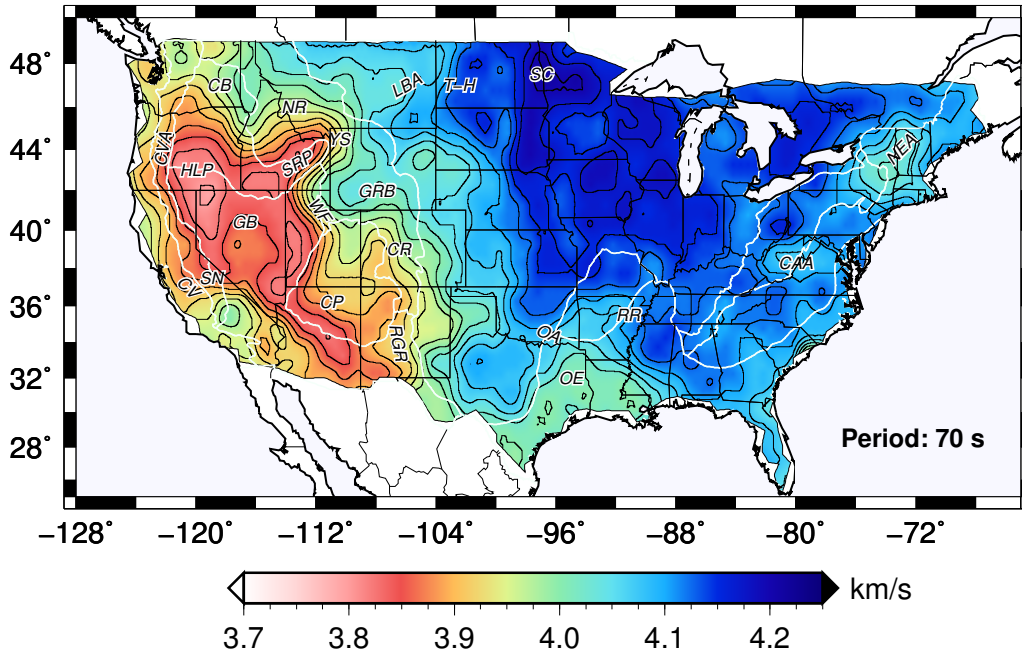 48°
44°
40°
36°
32°
28°
CB
NR
LBA
T-H
SC
CVA
HLP
SRP
YS
GRB
WF
GB
CR
SN
CV
CP
RGR
OA
RR
OE
CAA
NEA
Period: 70 s
−128° −120° −112° −104° −96° −88° −80° −72°
km/s
3.7 3.8 3.9 4.0 4.1 4.2